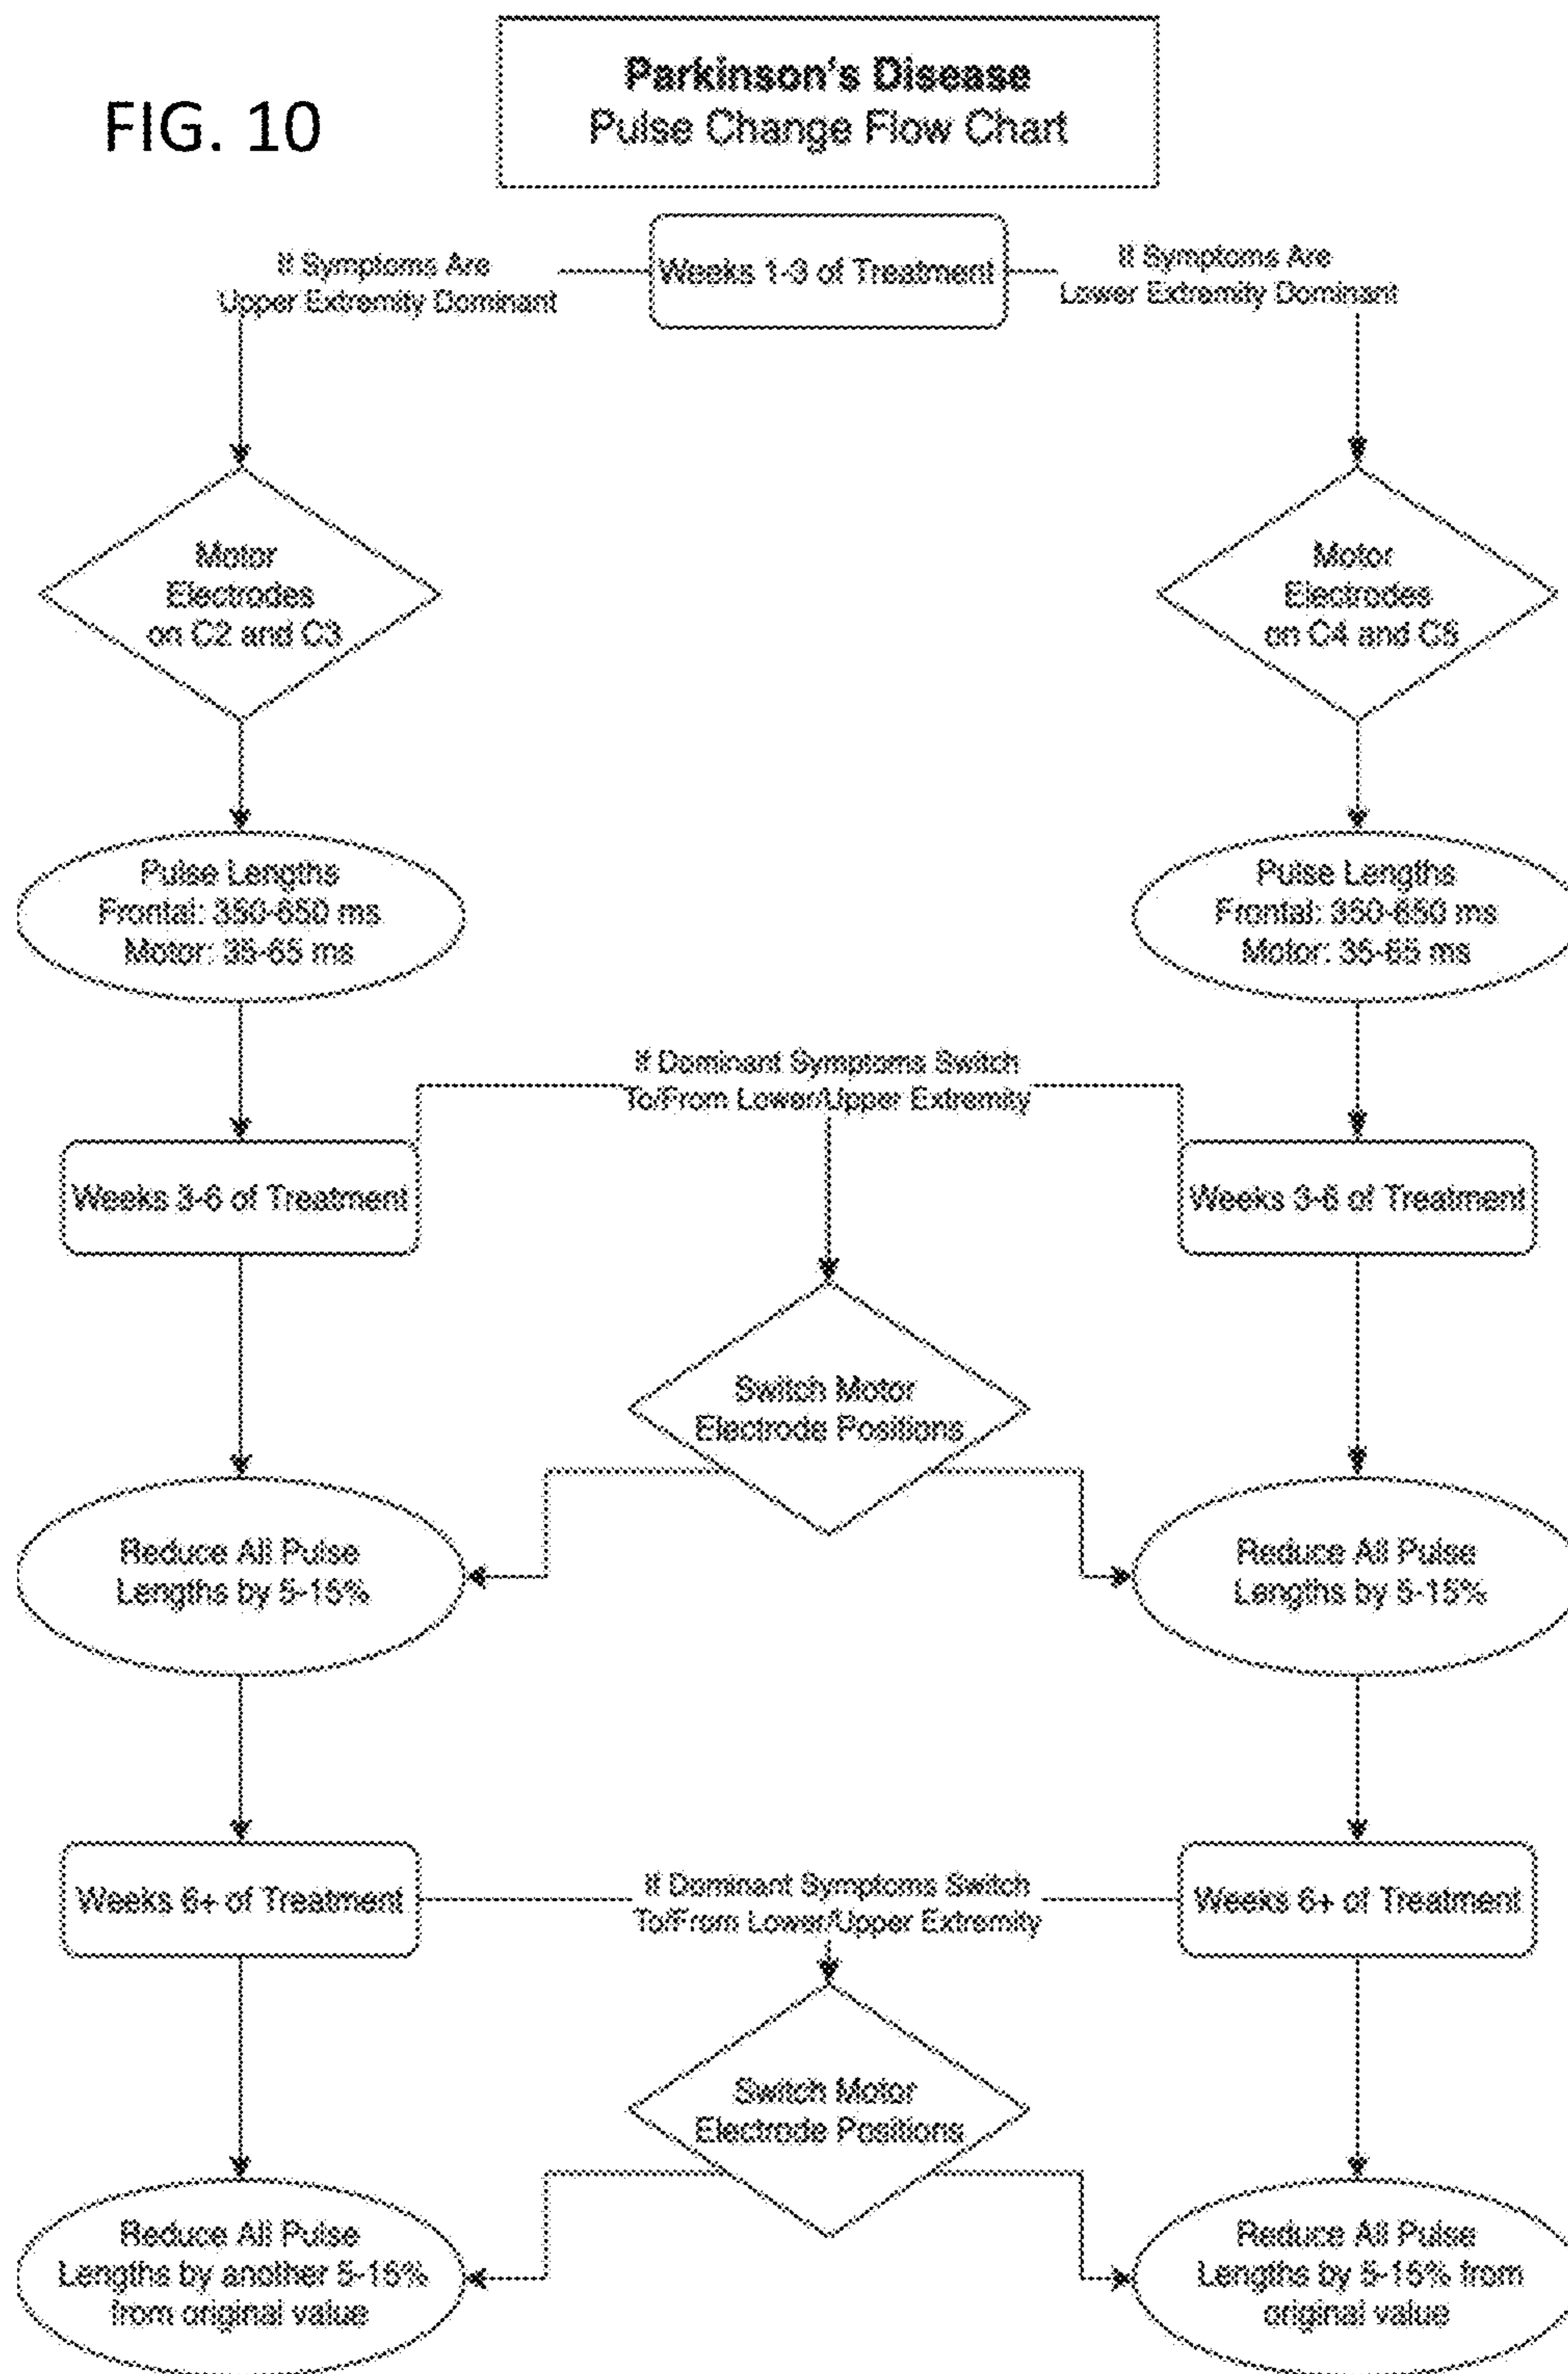 FIG. 10
Parkinson's Disease
Pulse Change Flow Chart
Weeks 1-3 of Treatment
If Symptoms Are
Upper Extremity Dominant
If Symptoms Are
Lower Extremity Dominant
Motor
Electrodes
on C2 and C3
Motor
Electrodes
on C4 and C5
Pulse Lengths
Frontal: 350-650 ms
Motor: 35-65 ms
Pulse Lengths
Frontal: 350-650 ms
Motor: 35-65 ms
If Dominant Symptoms Switch
To/From Lower/Upper Extremity
Weeks 3-6 of Treatment
Weeks 3-6 of Treatment
Switch Motor
Electrode Positions
Reduce All Pulse
Lengths by 5-15%
Reduce All Pulse
Lengths by 5-15%
Weeks 6+ of Treatment
If Dominant Symptoms Switch
To/From Lower/Upper Extremity
Weeks 6+ of Treatment
Switch Motor
Electrode Positions
Reduce All Pulse
Lengths by another 5-15%
from original value
Reduce All Pulse
Lengths by 5-15% from
original value